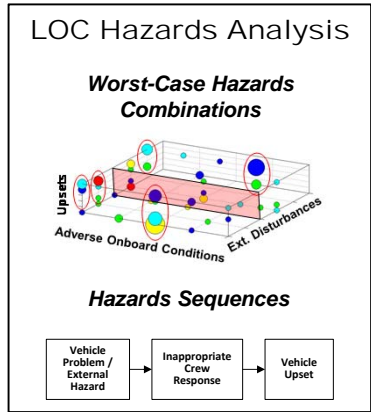 LOC Hazards Analysis
Worst-Case Hazards
Combinations
Upsets
Adverse Onboard Conditions
Ext. Disturbances
Hazards Sequences
Vehicle
Problem /
External
Hazard
Inappropriate
Crew
Response
Vehicle
Upset